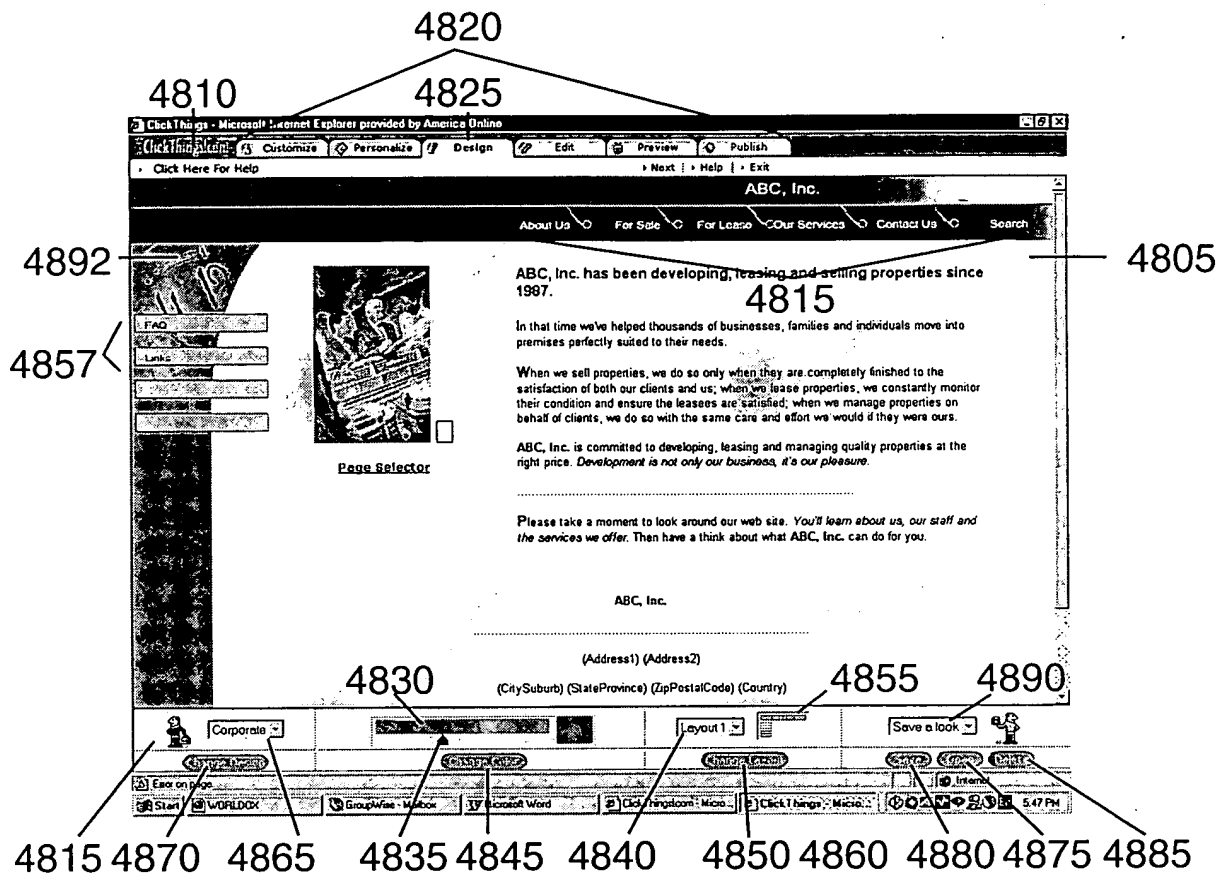 4820
4810 4825
ClickThings - Microsoft Internet Explorer provided by America Online
ClickThings.com Customize Personalize Design Edit Preview Publish
Click Here For Help Next Help Exit
ABC, Inc.
About Us For Sale For Lease Our Services Contact Us Search
4892
4805
ABC, Inc. has been developing, leasing and selling properties since
1987.
4815
FAQ
4857
Links
In that time we've helped thousands of businesses, families and individuals move into
premises perfectly suited to their needs.
When we sell properties, we do so only when they are completely finished to the
satisfaction of both our clients and us; when we lease properties, we constantly monitor
their condition and ensure the leasees are satisfied; when we manage properties on
behalf of clients, we do so with the same care and effort we would if they were ours.
ABC, Inc. is committed to developing, leasing and managing quality properties at the
right price. Development is not only our business, it's our pleasure.
Page Selector
Please take a moment to look around our web site. You'll learn about us, our staff and
the services we offer. Then have a think about what ABC, Inc. can do for you.
ABC, Inc.
(Address1) (Address2)
(CitySuburb) (StateProvince) (ZipPostalCode) (Country)
4830 4855 4890
Corporate Layout 1 Save a look
Change Design Change Color Change Layout Delete
Error on page Internet
Start WORLDOX GroupWise - Mailbox Microsoft Word ClickThings.com - Micro... ClickThings - Micro... 5:47 PM
4815 4870 4865 4835 4845 4840 4850 4860 4880 4875 4885